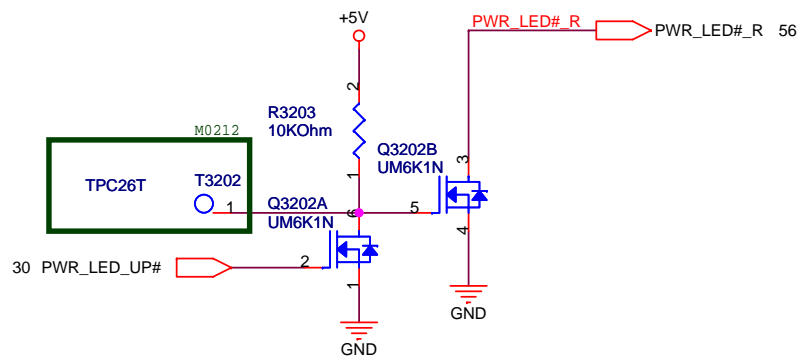 +5V
PWR_LED#_R
PWR_LED#_R 56
2
R3203
10KOhm
1
M0212
TPC26T
T3202
1
Q3202B
UM6K1N
3
5
4
GND
Q3202A
UM6K1N
6
30 PWR_LED_UP#
2
1
GND